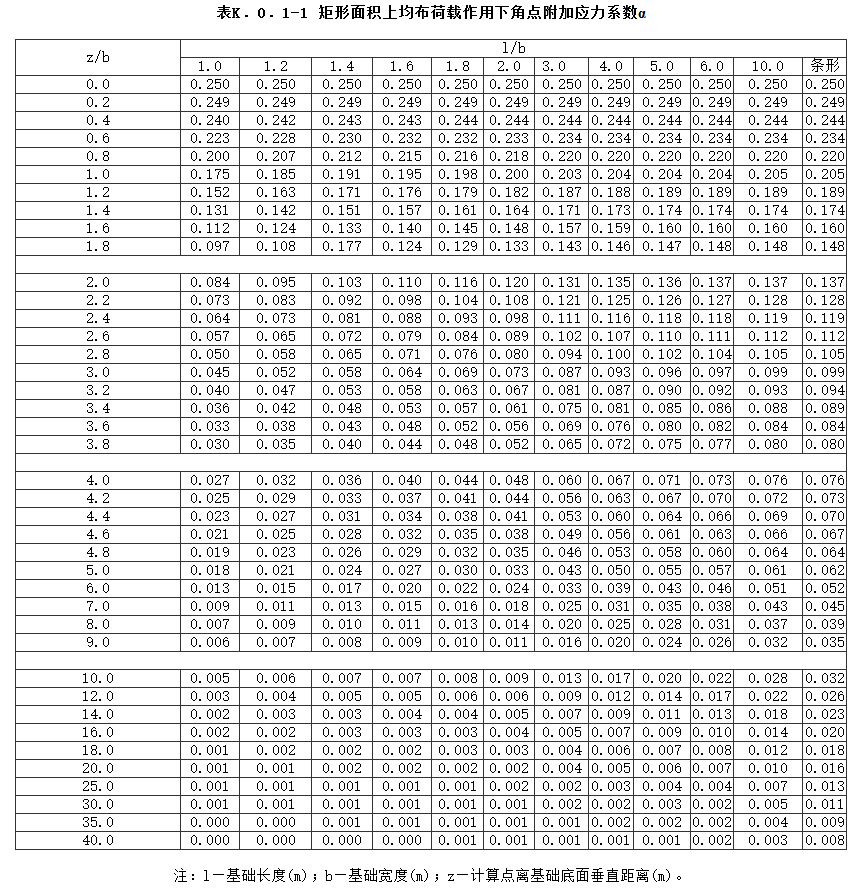 表K．0．1-1 矩形面积上均布荷载作用下角点附加应力系数α
z/b l/b
1.0 1.2 1.4 1.6 1.8 2.0 3.0 4.0 5.0 6.0 10.0 条形
0.0 0.250 0.250 0.250 0.250 0.250 0.250 0.250 0.250 0.250 0.250 0.250 0.250
0.2 0.249 0.249 0.249 0.249 0.249 0.249 0.249 0.249 0.249 0.249 0.249 0.249
0.4 0.240 0.242 0.243 0.243 0.244 0.244 0.244 0.244 0.244 0.244 0.244 0.244
0.6 0.223 0.228 0.230 0.232 0.232 0.233 0.234 0.234 0.234 0.234 0.234 0.234
0.8 0.200 0.207 0.212 0.215 0.216 0.218 0.220 0.220 0.220 0.220 0.220 0.220
1.0 0.175 0.185 0.191 0.195 0.198 0.200 0.203 0.204 0.204 0.204 0.205 0.205
1.2 0.152 0.163 0.171 0.176 0.179 0.182 0.187 0.188 0.189 0.189 0.189 0.189
1.4 0.131 0.142 0.151 0.157 0.161 0.164 0.171 0.173 0.174 0.174 0.174 0.174
1.6 0.112 0.124 0.133 0.140 0.145 0.148 0.157 0.159 0.160 0.160 0.160 0.160
1.8 0.097 0.108 0.177 0.124 0.129 0.133 0.143 0.146 0.147 0.148 0.148 0.148
2.0 0.084 0.095 0.103 0.110 0.116 0.120 0.131 0.135 0.136 0.137 0.137 0.137
2.2 0.073 0.083 0.092 0.098 0.104 0.108 0.121 0.125 0.126 0.127 0.128 0.128
2.4 0.064 0.073 0.081 0.088 0.093 0.098 0.111 0.116 0.118 0.118 0.119 0.119
2.6 0.057 0.065 0.072 0.079 0.084 0.089 0.102 0.107 0.110 0.111 0.112 0.112
2.8 0.050 0.058 0.065 0.071 0.076 0.080 0.094 0.100 0.102 0.104 0.105 0.105
3.0 0.045 0.052 0.058 0.064 0.069 0.073 0.087 0.093 0.096 0.097 0.099 0.099
3.2 0.040 0.047 0.053 0.058 0.063 0.067 0.081 0.087 0.090 0.092 0.093 0.094
3.4 0.036 0.042 0.048 0.053 0.057 0.061 0.075 0.081 0.085 0.086 0.088 0.089
3.6 0.033 0.038 0.043 0.048 0.052 0.056 0.069 0.076 0.080 0.082 0.084 0.084
3.8 0.030 0.035 0.040 0.044 0.048 0.052 0.065 0.072 0.075 0.077 0.080 0.080
4.0 0.027 0.032 0.036 0.040 0.044 0.048 0.060 0.067 0.071 0.073 0.076 0.076
4.2 0.025 0.029 0.033 0.037 0.041 0.044 0.056 0.063 0.067 0.070 0.072 0.073
4.4 0.023 0.027 0.031 0.034 0.038 0.041 0.053 0.060 0.064 0.066 0.069 0.070
4.6 0.021 0.025 0.028 0.032 0.035 0.038 0.049 0.056 0.061 0.063 0.066 0.067
4.8 0.019 0.023 0.026 0.029 0.032 0.035 0.046 0.053 0.058 0.060 0.064 0.064
5.0 0.018 0.021 0.024 0.027 0.030 0.033 0.043 0.050 0.055 0.057 0.061 0.062
6.0 0.013 0.015 0.017 0.020 0.022 0.024 0.033 0.039 0.043 0.046 0.051 0.052
7.0 0.009 0.011 0.013 0.015 0.016 0.018 0.025 0.031 0.035 0.038 0.043 0.045
8.0 0.007 0.009 0.010 0.011 0.013 0.014 0.020 0.025 0.028 0.031 0.037 0.039
9.0 0.006 0.007 0.008 0.009 0.010 0.011 0.016 0.020 0.024 0.026 0.032 0.035
10.0 0.005 0.006 0.007 0.007 0.008 0.009 0.013 0.017 0.020 0.022 0.028 0.032
12.0 0.003 0.004 0.005 0.005 0.006 0.006 0.009 0.012 0.014 0.017 0.022 0.026
14.0 0.002 0.003 0.003 0.004 0.004 0.005 0.007 0.009 0.011 0.013 0.018 0.023
16.0 0.002 0.002 0.003 0.003 0.003 0.004 0.005 0.007 0.009 0.010 0.014 0.020
18.0 0.001 0.002 0.002 0.002 0.003 0.003 0.004 0.006 0.007 0.008 0.012 0.018
20.0 0.001 0.001 0.002 0.002 0.002 0.002 0.004 0.005 0.006 0.007 0.010 0.016
25.0 0.001 0.001 0.001 0.001 0.001 0.002 0.002 0.003 0.004 0.004 0.007 0.013
30.0 0.001 0.001 0.001 0.001 0.001 0.001 0.002 0.002 0.003 0.002 0.005 0.011
35.0 0.000 0.000 0.001 0.001 0.001 0.001 0.001 0.002 0.002 0.002 0.004 0.009
40.0 0.000 0.000 0.000 0.000 0.001 0.001 0.001 0.001 0.001 0.002 0.003 0.008
注：l－基础长度(m)；b－基础宽度(m)；z－计算点离基础底面垂直距离(m)。